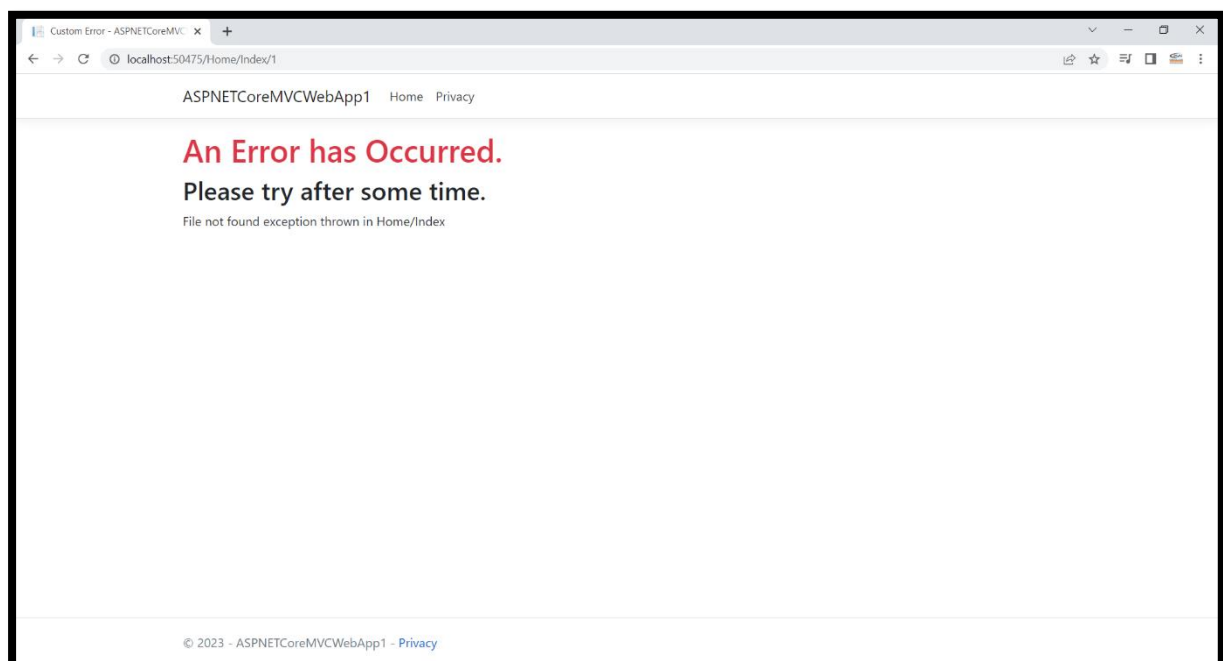 Custom Error - ASPNETCoreMVC
localhost:50475/Home/Index/1
ASPNETCoreMVCWebApp1 Home Privacy
An Error has Occurred.
Please try after some time.
File not found exception thrown in Home/Index
© 2023 - ASPNETCoreMVCWebApp1 - Privacy